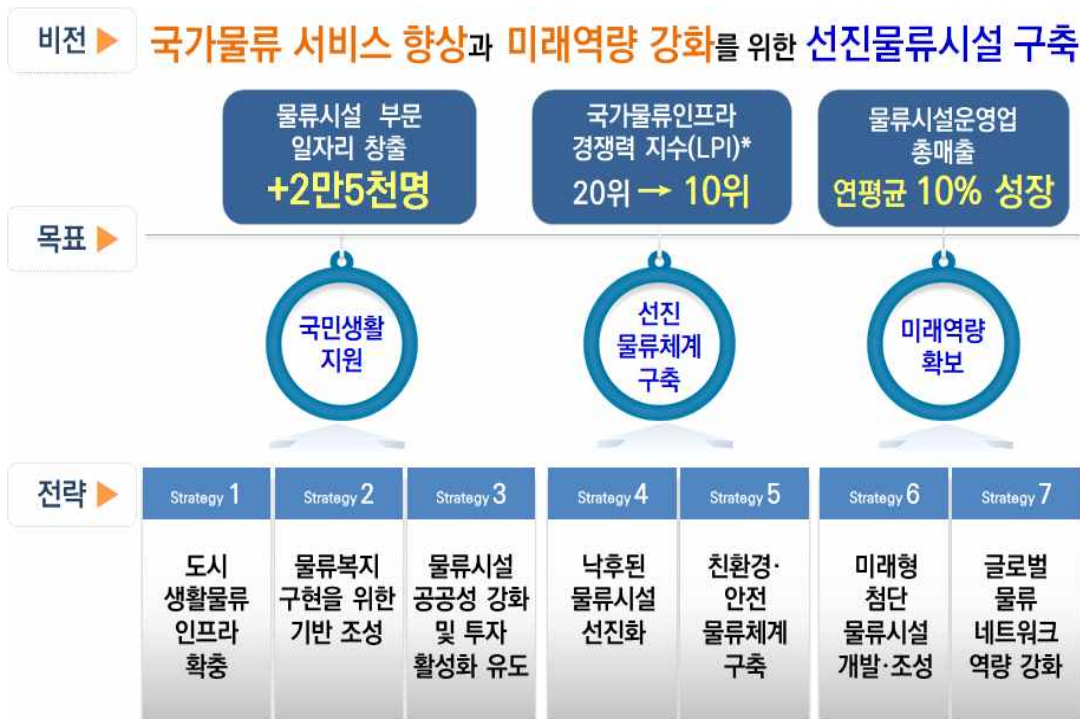 비전
국가물류 서비스 향상과 미래역량 강화를 위한 선진물류시설 구축
물류시설 부문
일자리 창출
+2만5천명
국가물류인프라
경쟁력 지수(LPI)*
20위 → 10위
물류시설운영업
총매출
연평균 10% 성장
목표
국민생활
지원
선진
물류체계
구축
미래역량
확보
전략
Strategy 1
도시
생활물류
인프라
확충
Strategy 2
물류복지
구현을 위한
기반 조성
Strategy 3
물류시설
공공성 강화
및 투자
활성화 유도
Strategy 4
낙후된
물류시설
선진화
Strategy 5
친환경·
안전
물류체계
구축
Strategy 6
미래형
첨단
물류시설
개발·조성
Strategy 7
글로벌
물류
네트워크
역량 강화